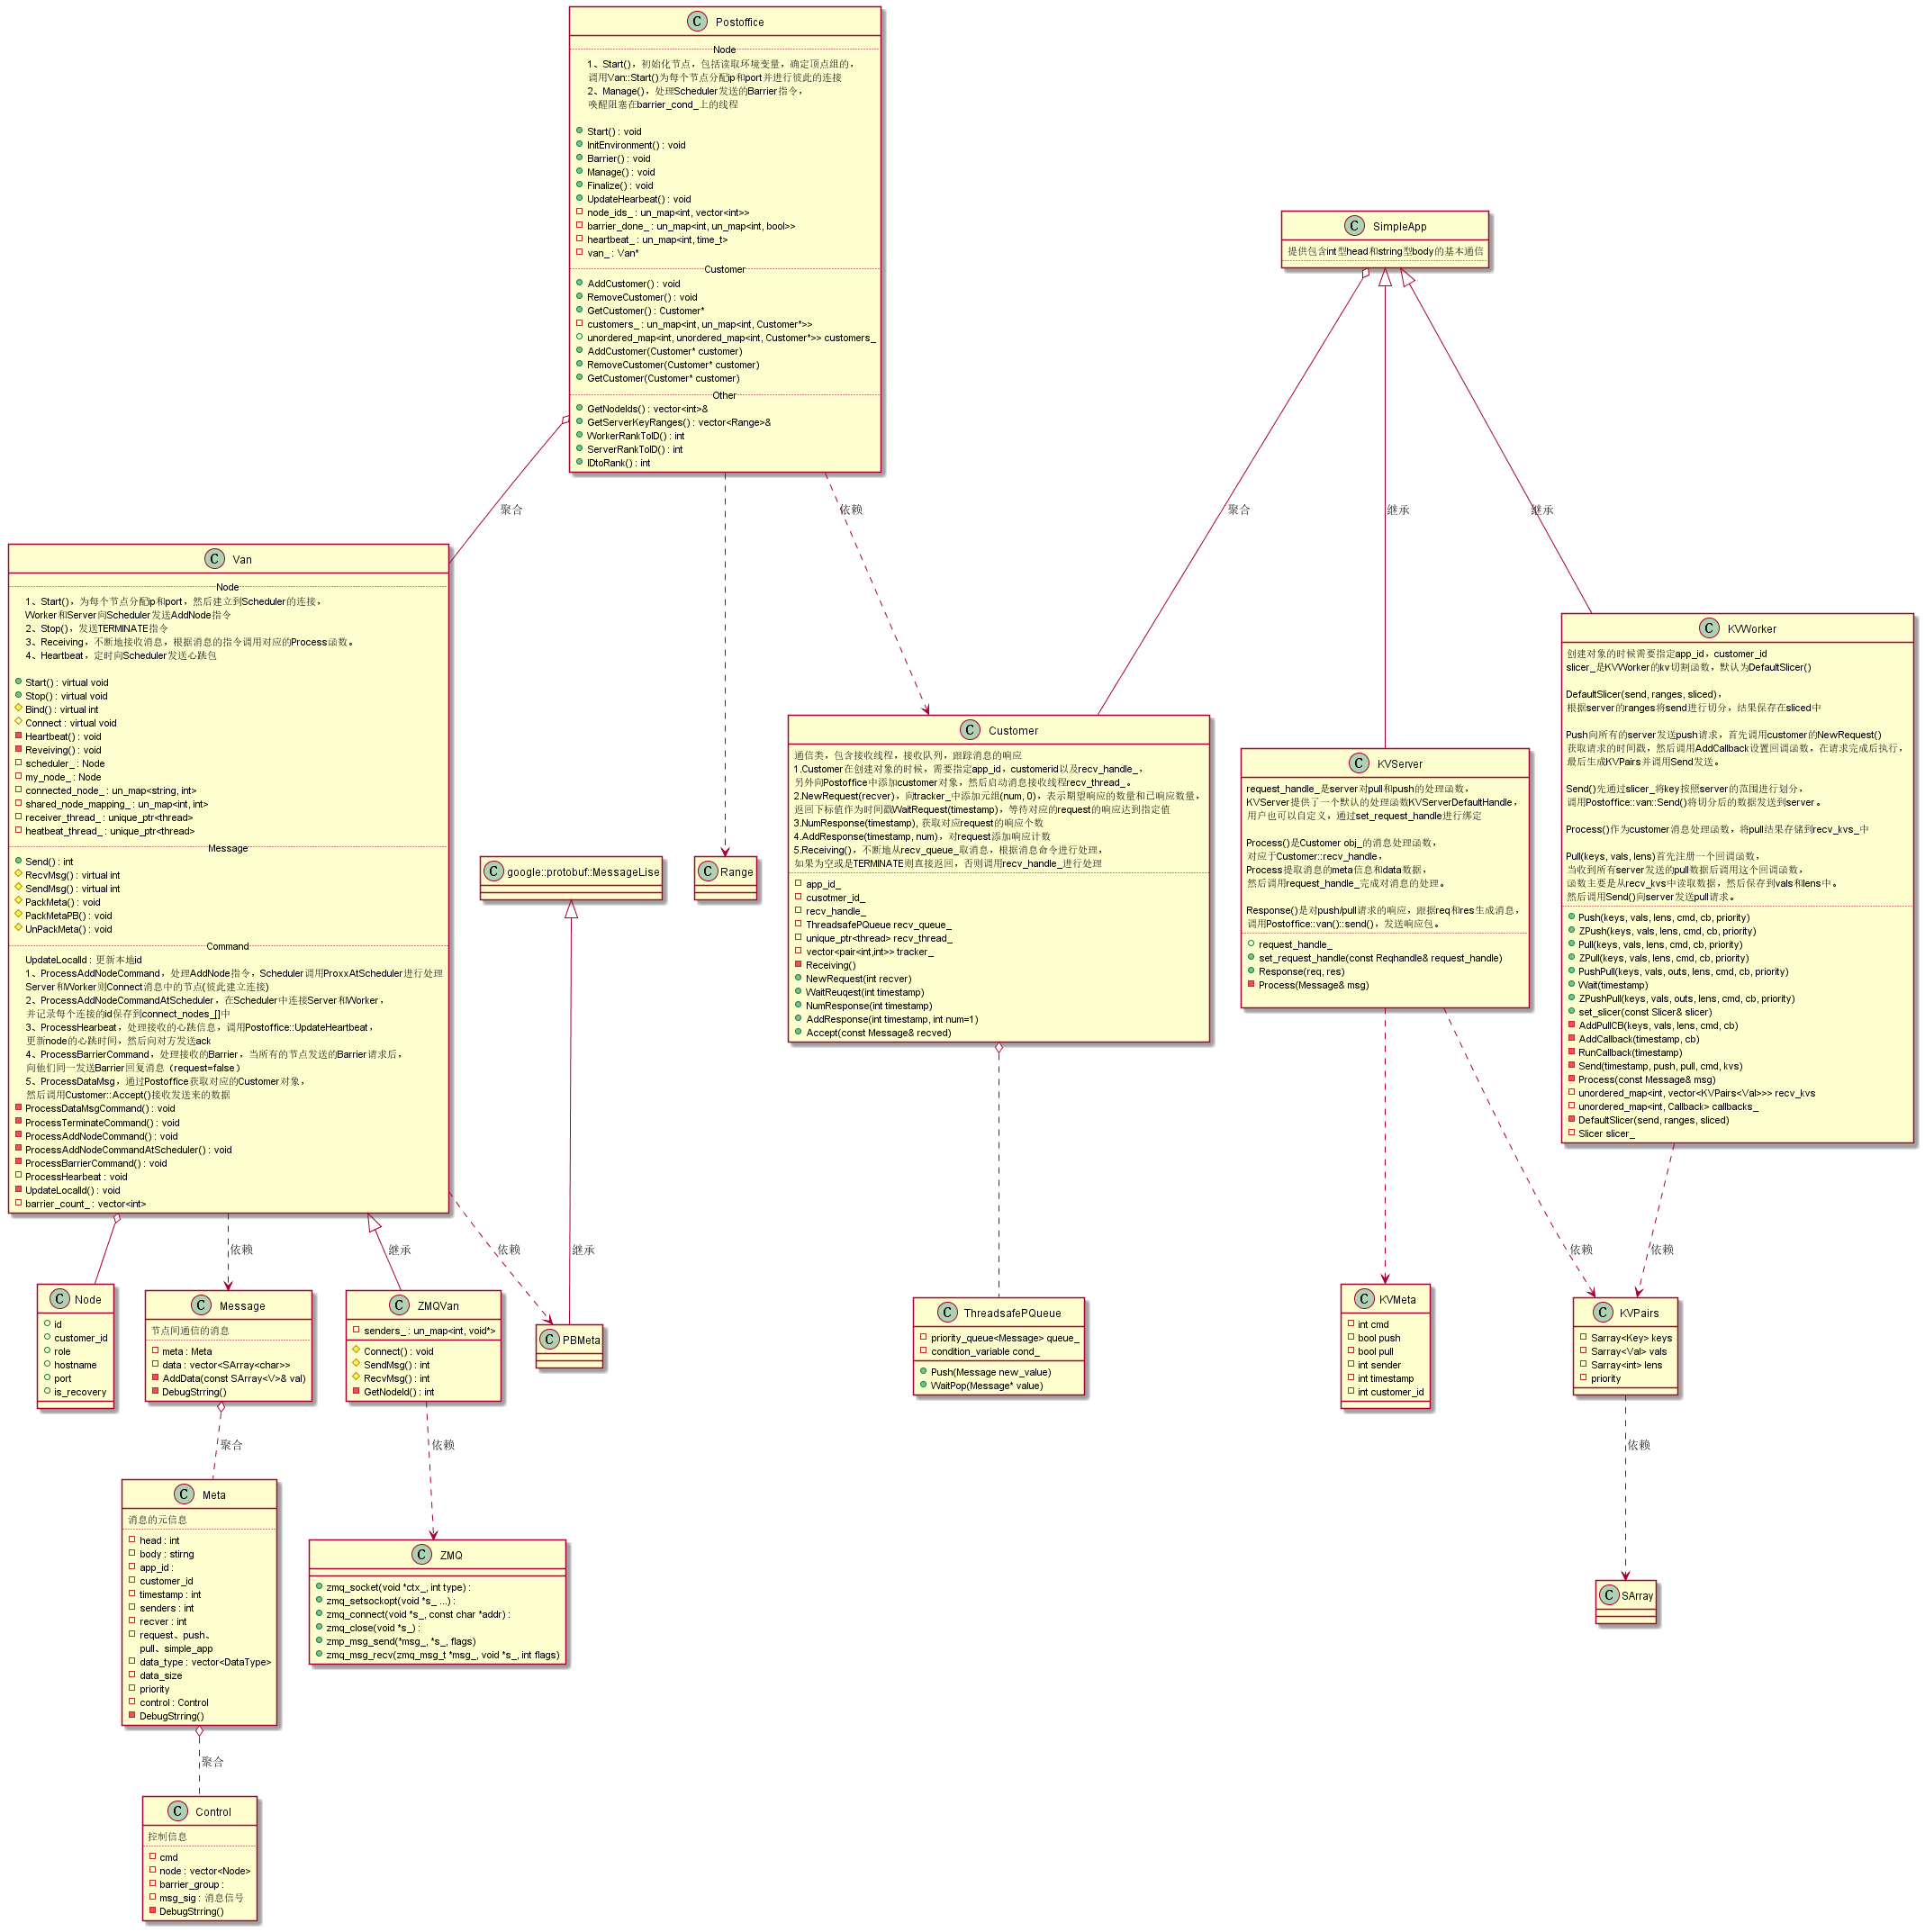 Postoffice
Node
1、Start()，初始化节点，包括读取环境变量，确定顶点组的，
调用Van::Start()为每个节点分配ip和port并进行彼此的连接
2、Manage()，处理Scheduler发送的Barrier指令，
唤醒阻塞在barrier_cond_上的线程
Start() : void
InitEnvironment() : void
Barrier() : void
Manage() : void
Finalize() : void
UpdateHearbeat() : void
node_ids_ : un_map<int, vector<int>>
barrier_done_ : un_map<int, un_map<int, bool>>
heartbeat_ : un_map<int, time_t>
van_ : Van*
Customer
AddCustomer() : void
RemoveCustomer() : void
GetCustomer() : Customer*
customers_ : un_map<int, un_map<int, Customer*>>
unordered_map<int, unordered_map<int, Customer*>> customers_
AddCustomer(Customer* customer)
RemoveCustomer(Customer* customer)
GetCustomer(Customer* customer)
Other
GetNodeIds() : vector<int>&
GetServerKeyRanges() : vector<Range>&
WorkerRankToID() : int
ServerRankToID() : int
IDtoRank() : int
SimpleApp
提供包含int型head和string型body的基本通信
聚合
依赖
聚合
继承
继承
Van
Node
1、Start()，为每个节点分配ip和port，然后建立到Scheduler的连接，
Worker和Server向Scheduler发送AddNode指令
2、Stop()，发送TERMINATE指令
3、Receiving，不断地接收消息，根据消息的指令调用对应的Process函数。
4、Heartbeat，定时向Scheduler发送心跳包
Start() : virtual void
Stop() : virtual void
Bind() : virtual int
Connect : virtual void
Heartbeat() : void
Reveiving() : void
scheduler_ : Node
my_node_ : Node
connected_node_ : un_map<string, int>
shared_node_mapping_ : un_map<int, int>
receiver_thread_ : unique_ptr<thread>
heatbeat_thread_ : unique_ptr<thread>
Message
Send() : int
RecvMsg() : virtual int
SendMsg() : virtual int
PackMeta() : void
PackMetaPB() : void
UnPackMeta() : void
Command
UpdateLocalId : 更新本地id
1、ProcessAddNodeCommand，处理AddNode指令，Scheduler调用ProxxAtScheduler进行处理
Server和Worker则Connect消息中的节点(彼此建立连接)
2、ProcessAddNodeCommandAtScheduler，在Scheduler中连接Server和Worker，
并记录每个连接的id保存到connect_nodes_[]中
3、ProcessHearbeat，处理接收的心跳信息，调用Postoffice::UpdateHeartbeat，
更新node的心跳时间，然后向对方发送ack
4、ProcessBarrierCommand，处理接收的Barrier，当所有的节点发送的Barrier请求后，
向他们同一发送Barrier回复消息（request=false）
5、ProcessDataMsg，通过Postoffice获取对应的Customer对象，
然后调用Customer::Accept()接收发送来的数据
ProcessDataMsgCommand() : void
ProcessTerminateCommand() : void
ProcessAddNodeCommand() : void
ProcessAddNodeCommandAtScheduler() : void
ProcessBarrierCommand() : void
ProcessHearbeat : void
UpdateLocalId() : void
barrier_count_ : vector<int>
google::protobuf::MessageLise
Range
Customer
通信类，包含接收线程，接收队列，跟踪消息的响应
1.Customer在创建对象的时候，需要指定app_id，customerid以及recv_handle_，
另外向Postoffice中添加customer对象，然后启动消息接收线程recv_thread_。
2.NewRequest(recver)，向tracker_中添加元组(num, 0)，表示期望响应的数量和已响应数量，
返回下标值作为时间戳WaitRequest(timestamp)，等待对应的request的响应达到指定值
3.NumResponse(timestamp), 获取对应request的响应个数
4.AddResponse(timestamp, num)，对request添加响应计数
5.Receiving()，不断地从recv_queue_取消息，根据消息命令进行处理，
如果为空或是TERMINATE则直接返回，否则调用recv_handle_进行处理
app_id_
cusotmer_id_
recv_handle_
ThreadsafePQueue recv_queue_
unique_ptr<thread> recv_thread_
vector<pair<int,int>> tracker_
Receiving()
NewRequest(int recver)
WaitReuqest(int timestamp)
NumResponse(int timestamp)
AddResponse(int timestamp, int num=1)
Accept(const Message& recved)
KVServer
request_handle_是server对pull和push的处理函数，
KVServer提供了一个默认的处理函数KVServerDefaultHandle，
用户也可以自定义，通过set_request_handle进行绑定
Process()是Customer obj_的消息处理函数，
对应于Customer::recv_handle，
Process提取消息的meta信息和data数据，
然后调用request_handle_完成对消息的处理。
Response()是对push/pull请求的响应，跟据req和res生成消息，
调用Postoffice::van()::send()，发送响应包。
request_handle_
set_request_handle(const Reqhandle& request_handle)
Response(req, res)
Process(Message& msg)
KVWorker
创建对象的时候需要指定app_id，customer_id
slicer_是KVWorker的kv切割函数，默认为DefaultSlicer()
DefaultSlicer(send, ranges, sliced)，
根据server的ranges将send进行切分，结果保存在sliced中
Push向所有的server发送push请求，首先调用customer的NewRequest()
获取请求的时间戳，然后调用AddCallback设置回调函数，在请求完成后执行，
最后生成KVPairs并调用Send发送。
Send()先通过slicer_将key按照server的范围进行划分，
调用Postoffice::van::Send()将切分后的数据发送到server。
Process()作为customer消息处理函数，将pull结果存储到recv_kvs_中
Pull(keys, vals, lens)首先注册一个回调函数，
当收到所有server发送的pull数据后调用这个回调函数，
函数主要是从recv_kvs中读取数据，然后保存到vals和lens中。
然后调用Send()向server发送pull请求。
Push(keys, vals, lens, cmd, cb, priority)
ZPush(keys, vals, lens, cmd, cb, priority)
Pull(keys, vals, lens, cmd, cb, priority)
ZPull(keys, vals, lens, cmd, cb, priority)
PushPull(keys, vals, outs, lens, cmd, cb, priority)
Wait(timestamp)
ZPushPull(keys, vals, outs, lens, cmd, cb, priority)
set_slicer(const Slicer& slicer)
AddPullCB(keys, vals, lens, cmd, cb)
AddCallback(timestamp, cb)
RunCallback(timestamp)
Send(timestamp, push, pull, cmd, kvs)
Process(const Message& msg)
unordered_map<int, vector<KVPairs<Val>>> recv_kvs
unordered_map<int, Callback> callbacks_
DefaultSlicer(send, ranges, sliced)
Slicer slicer_
依赖
继承
依赖
继承
依赖
依赖
Node
id
customer_id
role
hostname
port
is_recovery
Message
节点间通信的消息
meta : Meta
data : vector<SArray<char>>
AddData(const SArray<V>& val)
DebugStrring()
ZMQVan
senders_ : un_map<int, void*>
Connect() : void
SendMsg() : int
RecvMsg() : int
GetNodeId() : int
PBMeta
ThreadsafePQueue
priority_queue<Message> queue_
condition_variable cond_
Push(Message new_value)
WaitPop(Message* value)
KVMeta
int cmd
bool push
bool pull
int sender
int timestamp
int customer_id
KVPairs
Sarray<Key> keys
Sarray<Val> vals
Sarray<int> lens
priority
聚合
依赖
依赖
Meta
消息的元信息
head : int
body : stirng
app_id :
customer_id
timestamp : int
senders : int
recver : int
request、push、
pull、simple_app
data_type : vector<DataType>
data_size
priority
control : Control
DebugStrring()
ZMQ
zmq_socket(void *ctx_, int type) :
zmq_setsockopt(void *s_ ...) :
zmq_connect(void *s_, const char *addr) :
zmq_close(void *s_) :
zmp_msg_send(*msg_, *s_, flags)
zmq_msg_recv(zmq_msg_t *msg_, void *s_, int flags)
SArray
聚合
Control
控制信息
cmd
node : vector<Node>
barrier_group :
msg_sig : 消息信号
DebugStrring()